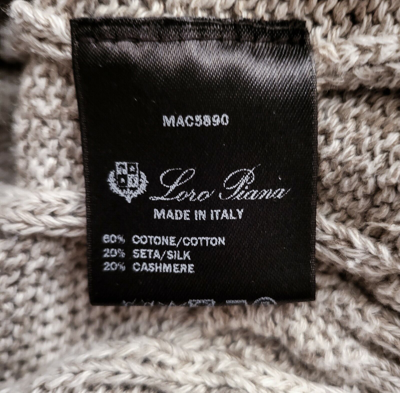 MAC5890
Loro Piana
MADE IN ITALY
60% COTONE/COTTON
20% SETA/SILK
20% CASHMERE